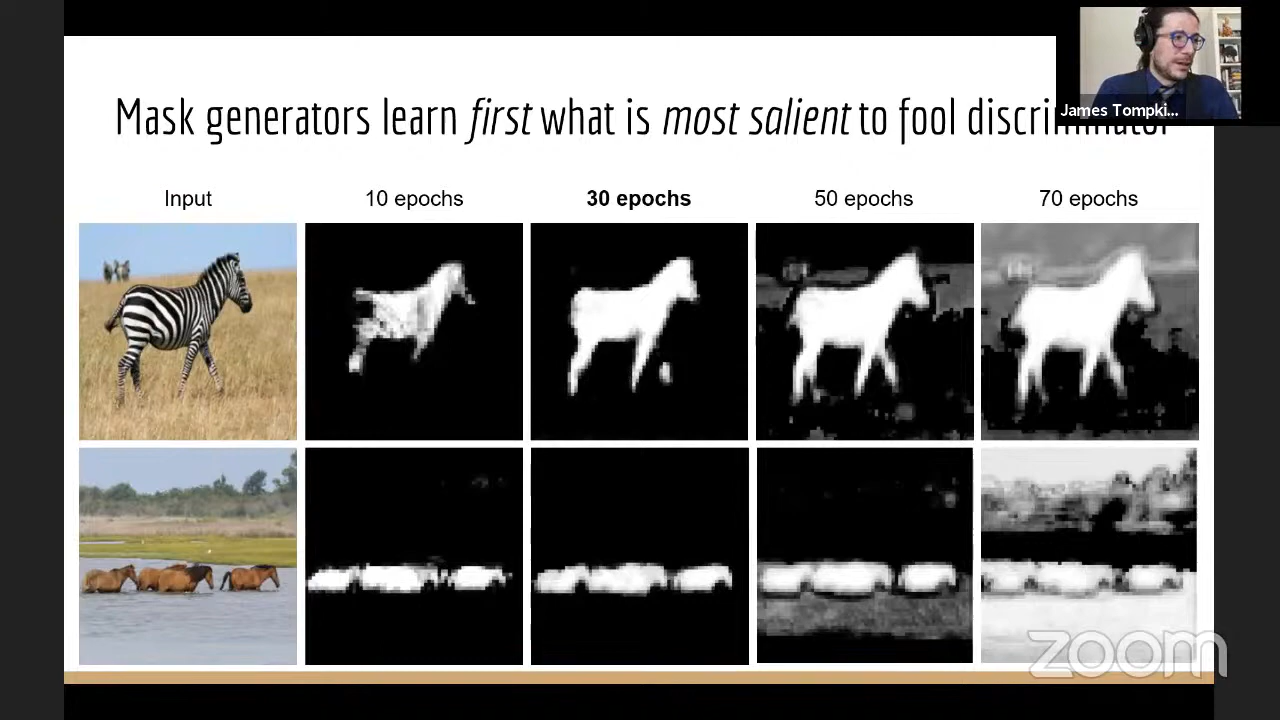 Mask generators learn first what is most salient to fool discriminator
James Tompki...
Input
10 epochs
30 epochs
50 epochs
70 epochs
zoom